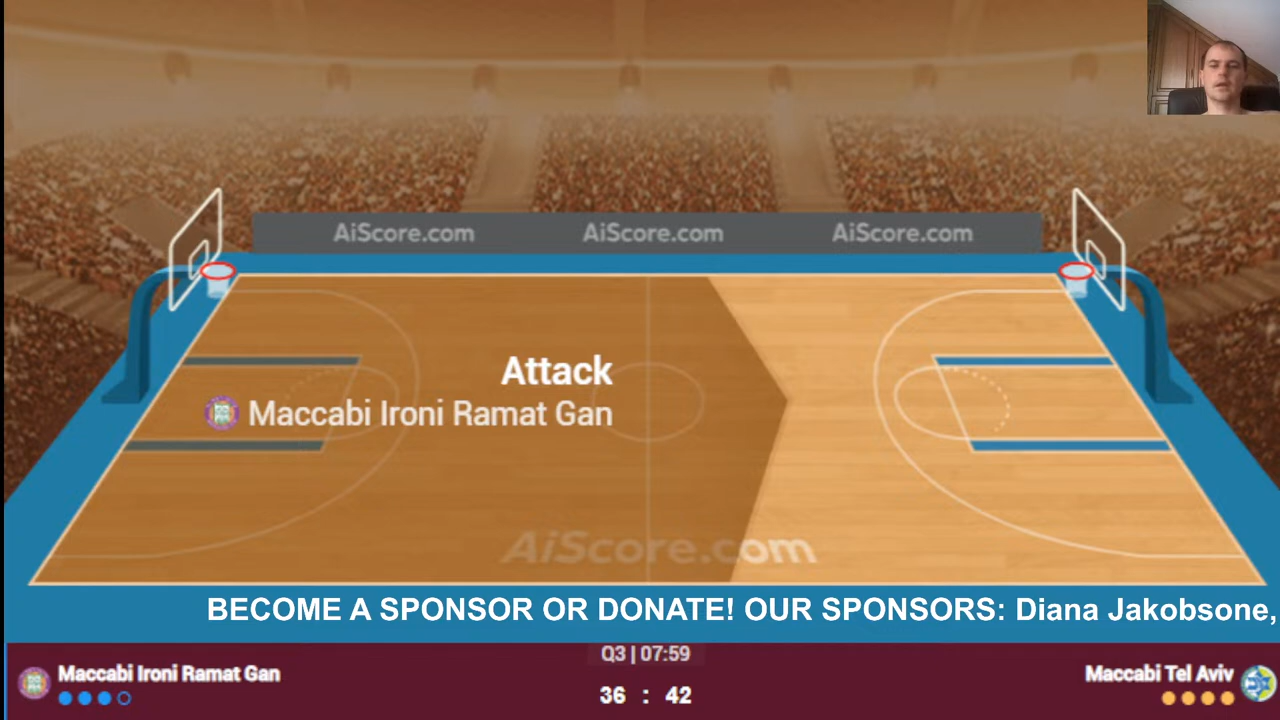 AiScore.com AiScore.com AiScore.com
Attack
Maccabi Ironi Ramat Gan
AiScore.com
BECOME A SPONSOR OR DONATE! OUR SPONSORS: Diana Jakobsone,
Q3 | 07:59
Maccabi Ironi Ramat Gan
36 : 42
Maccabi Tel Aviv